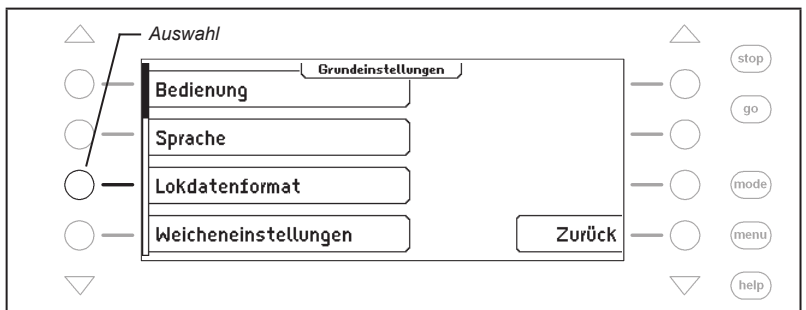 Auswahl
stop
Grundeinstellungen
Bedienung
go
Sprache
Lokdatenformat
mode
Weicheneinstellungen
Zurück
menu
help